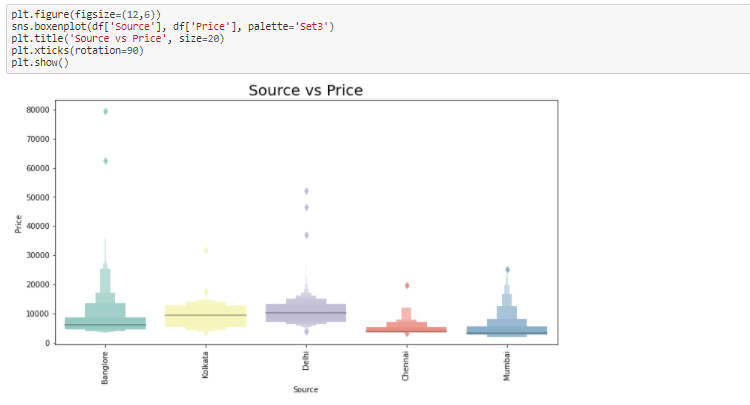 plt.figure(figsize=(12,6))
sns.boxenplot(df['Source'], df['Price'], palette='Set3')
plt.title('Source vs Price', size=20)
plt.xticks(rotation=90)
plt.show()
Source vs Price
80000
70000
60000
50000
40000
30000
20000
10000
0
Price
Banglore
Kolkata
Delhi
Chennai
Mumbai
Source